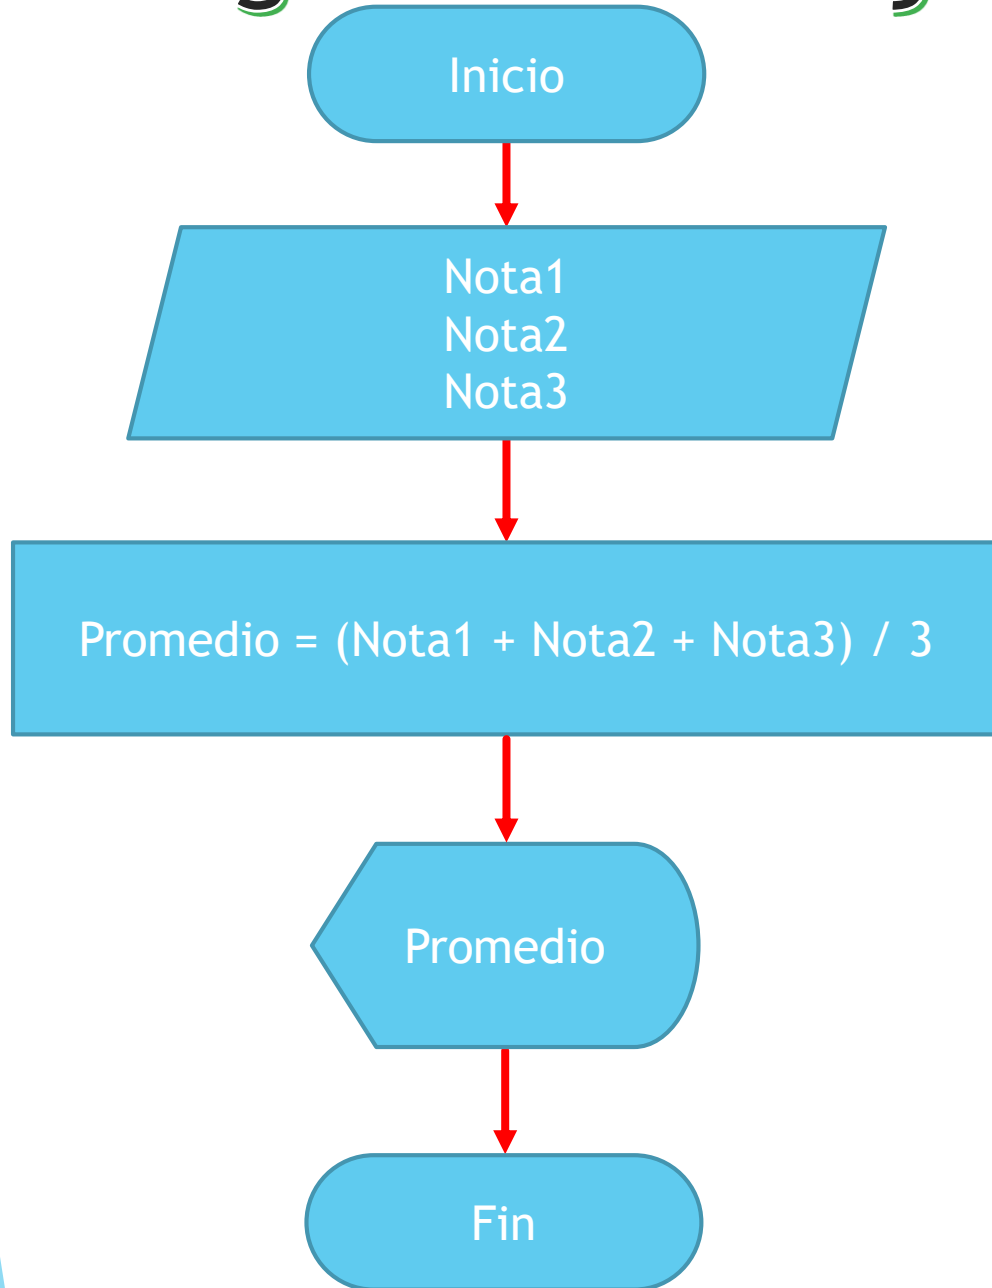 Inicio
Nota1
Nota2
Nota3
Promedio = (Nota1 + Nota2 + Nota3) / 3
Promedio
Fin